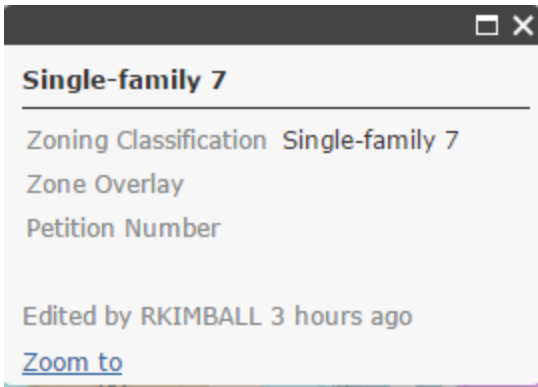 Single-family 7
Zoning Classification Single-family 7
Zone Overlay
Petition Number
Edited by RKIMBALL 3 hours ago
Zoom to